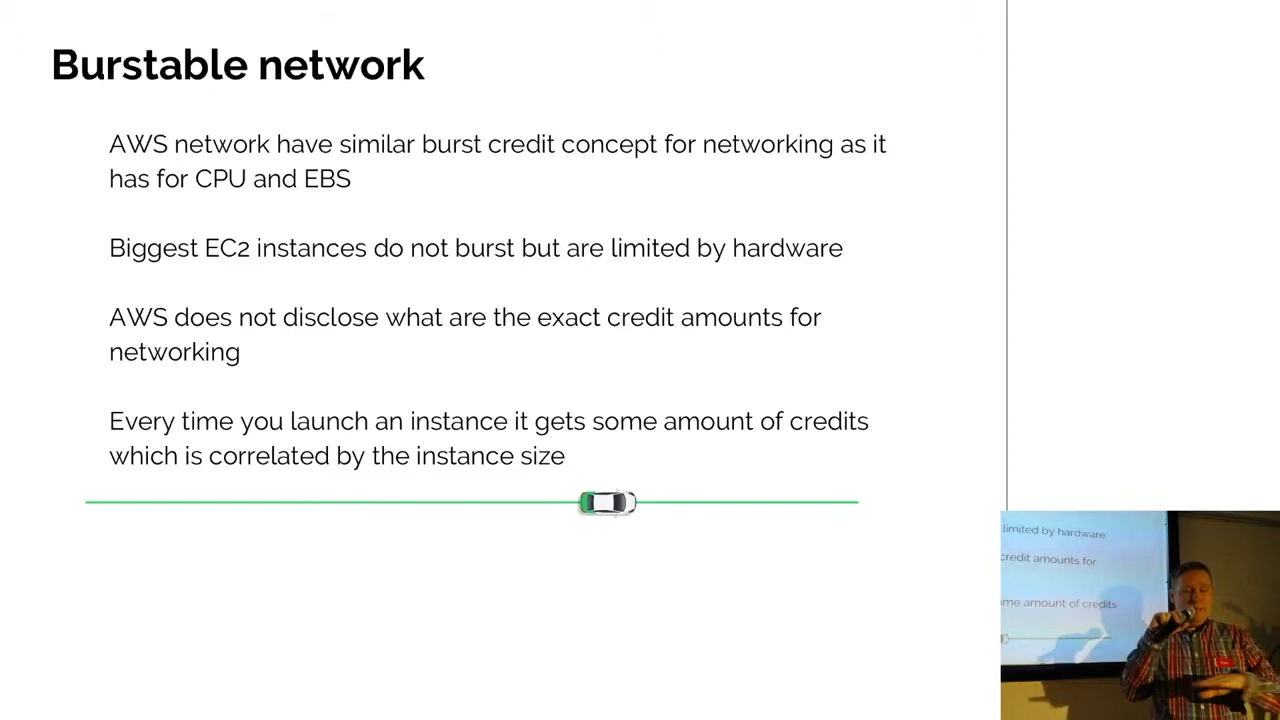 Burstable network
AWS network have similar burst credit concept for networking as it
has for CPU and EBS
Biggest EC2 instances do not burst but are limited by hardware
AWS does not disclose what are the exact credit amounts for
networking
Every time you launch an instance it gets some amount of credits
which is correlated by the instance size
limited by hardware
credit amounts for
me amount of credits